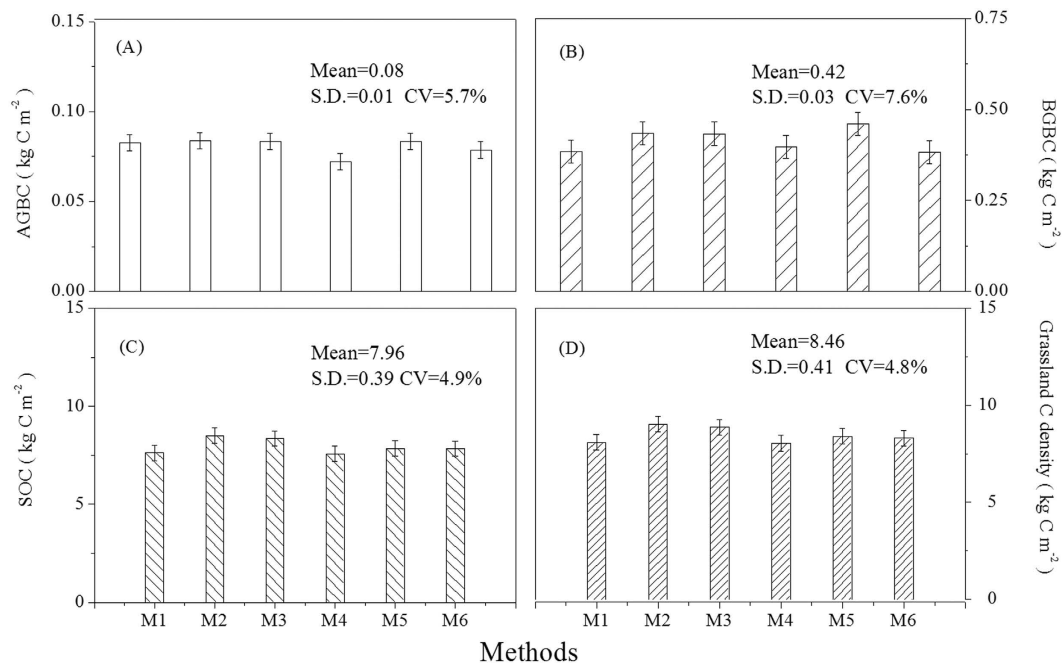 0.15
0.10
0.05
0.00
AGBC ( kg C m-2 )
(A)
Mean=0.08
S.D.=0.01 CV=5.7%
(B)
Mean=0.42
S.D.=0.03 CV=7.6%
0.75
0.50
0.25
0.00
BGBC ( kg C m-2 )
15
10
5
0
SOC ( kg C m-2 )
(C)
Mean=7.96
S.D.=0.39 CV=4.9%
M1 M2 M3 M4 M5 M6
(D)
Mean=8.46
S.D.=0.41 CV=4.8%
M1 M2 M3 M4 M5 M6
15
10
5
0
Grassland C density ( kg C m-2 )
Methods